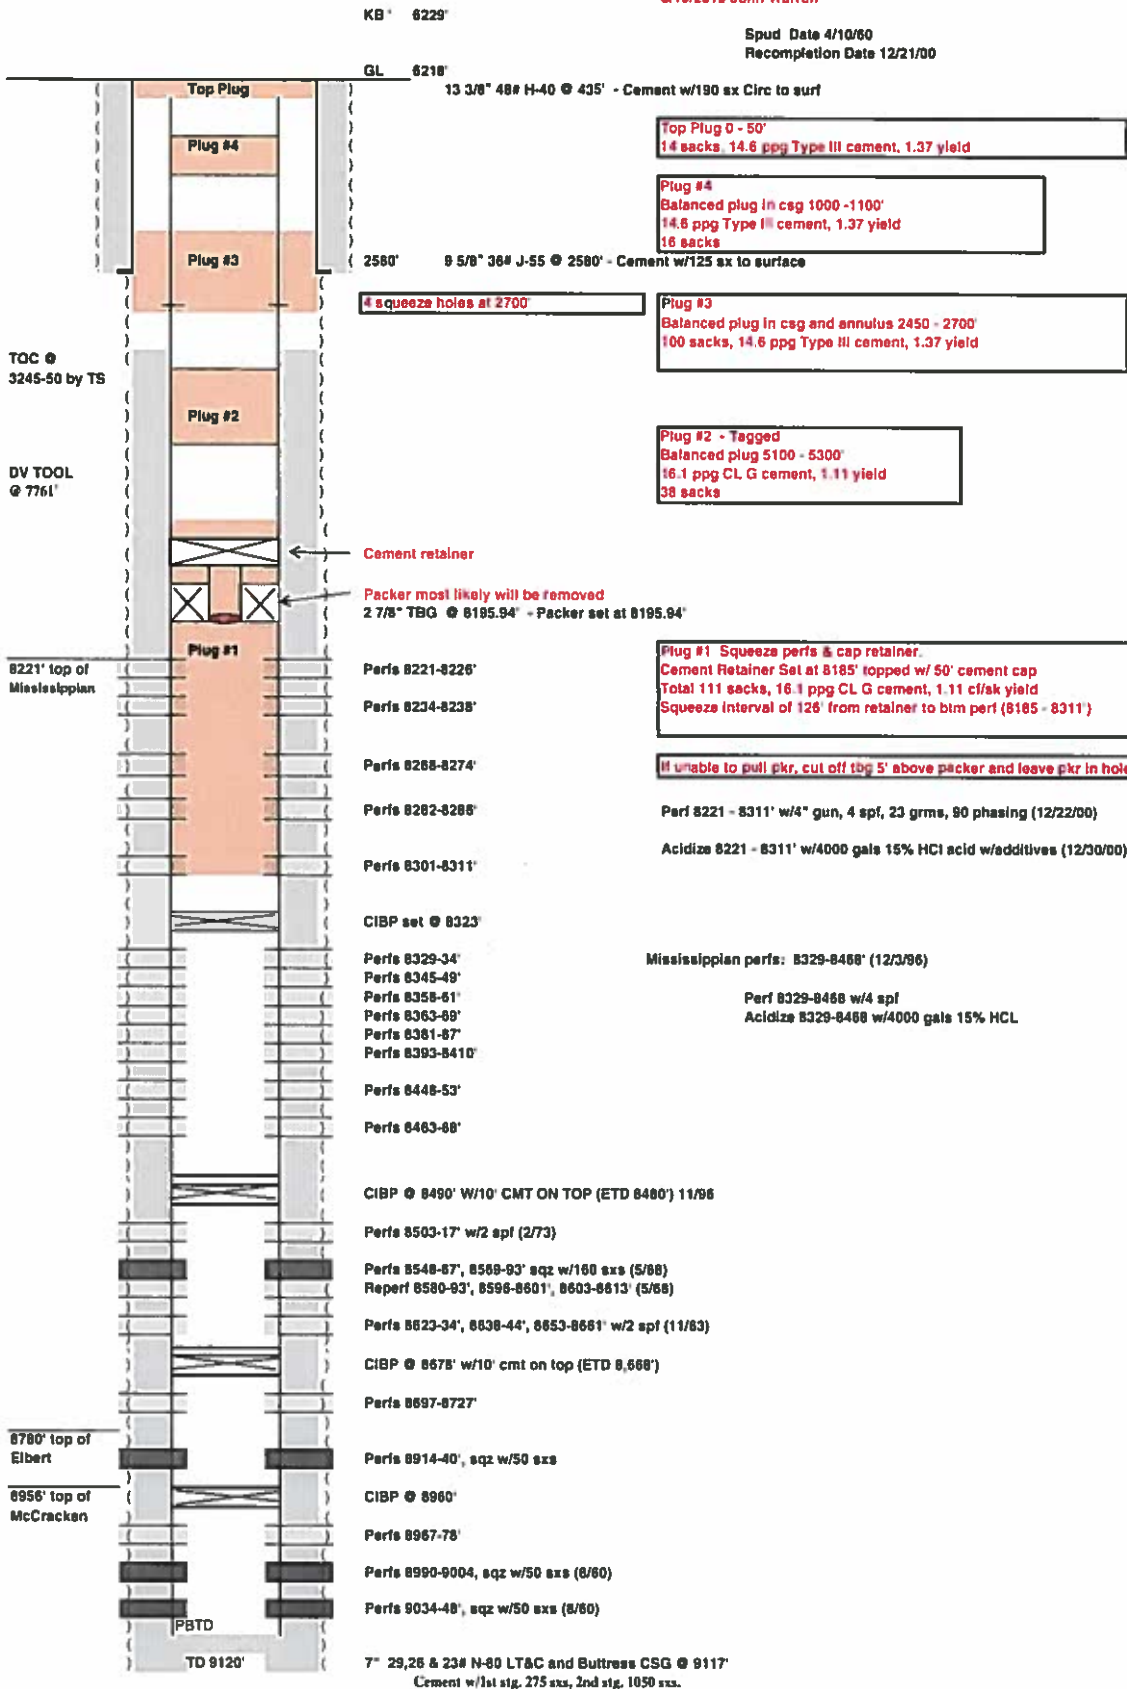 KB' 6229'
Spud Date 4/10/60
Recompletion Date 12/21/00
GL 6218'
13 3/8" 48# H-40 @ 435' - Cement w/190 sx Circ to surf
Top Plug
Top Plug 0 - 50'
14 sacks, 14.6 ppg Type III cement, 1.37 yield
Plug #4
Plug #4
Balanced plug in csg 1000 -1100'
14.6 ppg Type III cement, 1.37 yield
16 sacks
Plug #3
2580' 9 5/8" 36# J-55 @ 2580' - Cement w/125 sx to surface
4 squeeze holes at 2700'
Plug #3
Balanced plug in csg and annulus 2450 - 2700'
100 sacks, 14.6 ppg Type III cement, 1.37 yield
TOC @
3245-50 by TS
Plug #2
Plug #2 - Tagged
Balanced plug 5100 - 5300'
16.1 ppg CL G cement, 1.11 yield
38 sacks
DV TOOL
@ 7761'
Cement retainer
Packer most likely will be removed
2 7/8" TBG @ 8195.94' - Packer set at 8195.94'
Plug #1
Plug #1 Squeeze perfs & cap retainer.
Cement Retainer Set at 8185' topped w/ 50' cement cap
Total 111 sacks, 16.1 ppg CL G cement, 1.11 cf/sk yield
Squeeze interval of 126' from retainer to btm perf (8185 - 8311')
8221' top of
Mississippian
Perfs 8221-8226'
Perfs 8234-8238'
If unable to pull pkr, cut off tbg 5' above packer and leave pkr in hole
Perfs 8268-8274'
Perfs 8282-8288'
Perf 8221 - 8311' w/4" gun, 4 spf, 23 grms, 90 phasing (12/22/00)
Acidize 8221 - 8311' w/4000 gals 15% HCl acid w/additives (12/30/00)
Perfs 8301-8311'
CIBP set @ 8323'
Perfs 8329-34'
Mississippian perfs: 8329-8468' (12/3/96)
Perfs 8345-49'
Perfs 8358-61'
Perf 8329-8468 w/4 spf
Perfs 8363-69'
Acidize 8329-8468 w/4000 gals 15% HCL
Perfs 8381-87'
Perfs 8393-8410'
Perfs 8448-53'
Perfs 8463-68'
CIBP @ 8490' W/10' CMT ON TOP (ETD 8480') 11/96
Perfs 8503-17' w/2 spf (2/73)
Perfs 8548-67', 8569-93' sqz w/160 sxs (5/68)
Reperf 8580-93', 8596-8601', 8603-8613' (5/68)
Perfs 8623-34', 8638-44', 8653-8661' w/2 spf (11/63)
CIBP @ 8678' w/10' cmt on top (ETD 8,668')
Perfs 8697-8727'
8780' top of
Elbert
Perfs 8914-40', sqz w/50 sxs
8956' top of
McCracken
CIBP @ 8960'
Perfs 8967-78'
Perfs 8990-9004, sqz w/50 sxs (8/60)
Perfs 9034-48', sqz w/50 sxs (8/60)
PBTD
TD 9120'
7" 29,26 & 23# N-80 LT&C and Buttress CSG @ 9117'
Cement w/1st stg. 275 sxs, 2nd stg. 1050 sxs.